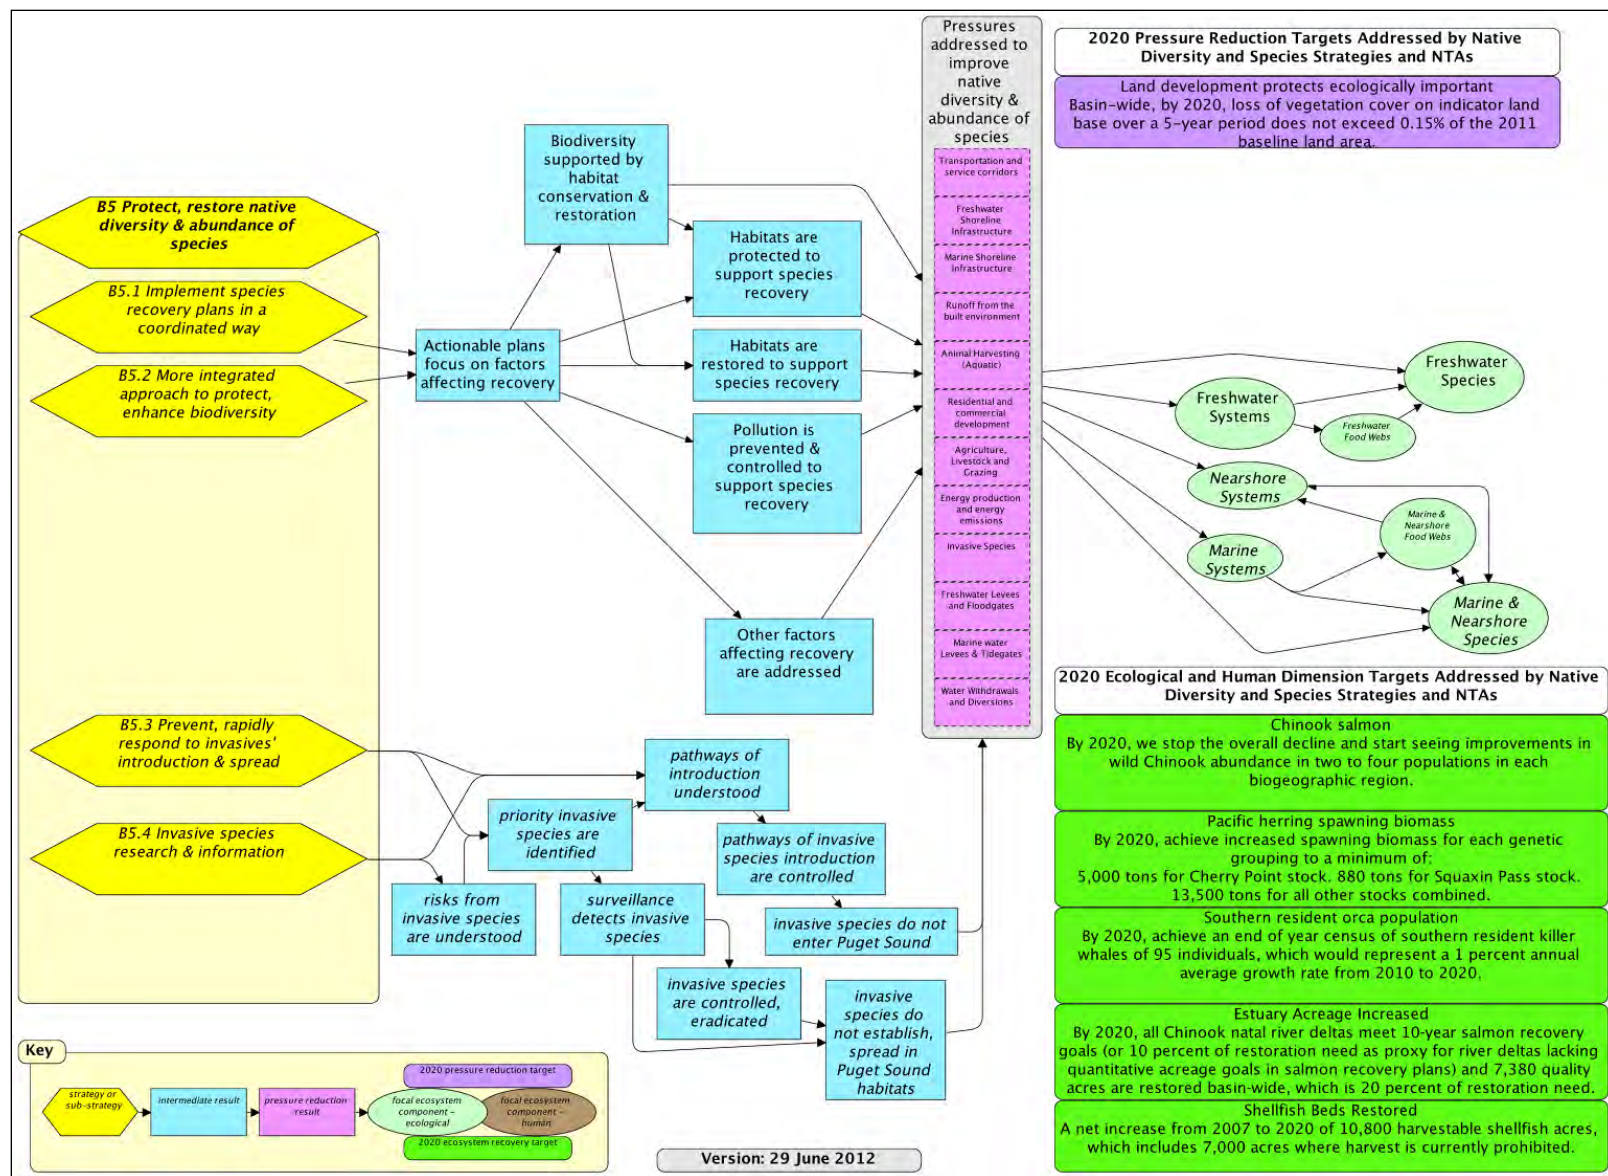 B5 Protect, restore native
diversity & abundance of
species
B5.1 Implement species
recovery plans in a
coordinated way
B5.2 More integrated
approach to protect,
enhance biodiversity
B5.3 Prevent, rapidly
respond to invasives'
introduction & spread
B5.4 Invasive species
research & information
Actionable plans
focus on factors
affecting recovery
Biodiversity
supported by
habitat
conservation &
restoration
Habitats are
protected to
support species
recovery
Habitats are
restored to support
species recovery
Pollution is
prevented &
controlled to
support species
recovery
Other factors
affecting recovery
are addressed
pathways of
introduction
understood
priority invasive
species are
identified
pathways of invasive
species introduction
are controlled
risks from
invasive species
are understood
surveillance
detects invasive
species
invasive species do not
enter Puget Sound
invasive species
are controlled,
eradicated
invasive
species do
not establish,
spread in
Puget Sound
habitats
Pressures
addressed to
improve
native
diversity &
abundance of
species
Transportation and
service corridors
Freshwater
Shoreline
Infrastructure
Marine Shoreline
Infrastructure
Runoff from the
built environment
Animal Harvesting
(Aquatic)
Residential and
commercial
development
Agriculture,
Livestock and
Grazing
Energy production
and energy
emissions
Invasive Species
Freshwater Levees
and Floodgates
Marine water
Levees & Tidegates
Water Withdrawals
and Diversions
2020 Pressure Reduction Targets Addressed by Native
Diversity and Species Strategies and NTAs
Land development protects ecologically important
Basin-wide, by 2020, loss of vegetation cover on indicator land
base over a 5-year period does not exceed 0.15% of the 2011
baseline land area.
Freshwater
Species
Freshwater
Systems
Freshwater
Food Webs
Nearshore
Systems
Marine &
Nearshore
Food Webs
Marine
Systems
Marine &
Nearshore
Species
2020 Ecological and Human Dimension Targets Addressed by Native
Diversity and Species Strategies and NTAs
Chinook salmon
By 2020, we stop the overall decline and start seeing improvements in
wild Chinook abundance in two to four populations in each
biogeographic region.
Pacific herring spawning biomass
By 2020, achieve increased spawning biomass for each genetic
grouping to a minimum of:
5,000 tons for Cherry Point stock. 880 tons for Squaxin Pass stock.
13,500 tons for all other stocks combined.
Southern resident orca population
By 2020, achieve an end of year census of southern resident killer
whales of 95 individuals, which would represent a 1 percent annual
average growth rate from 2010 to 2020.
Estuary Acreage Increased
By 2020, all Chinook natal river deltas meet 10-year salmon recovery
goals (or 10 percent of restoration need as proxy for river deltas lacking
quantitative acreage goals in salmon recovery plans) and 7,380 quality
acres are restored basin-wide, which is 20 percent of restoration need.
Shellfish Beds Restored
A net increase from 2007 to 2020 of 10,800 harvestable shellfish acres,
which includes 7,000 acres where harvest is currently prohibited.
Key
strategy or
sub-strategy
intermediate result
pressure reduction
result
2020 pressure reduction target
focal ecosystem
component -
ecological
focal ecosystem
component -
human
2020 ecosystem recovery target
Version: 29 June 2012